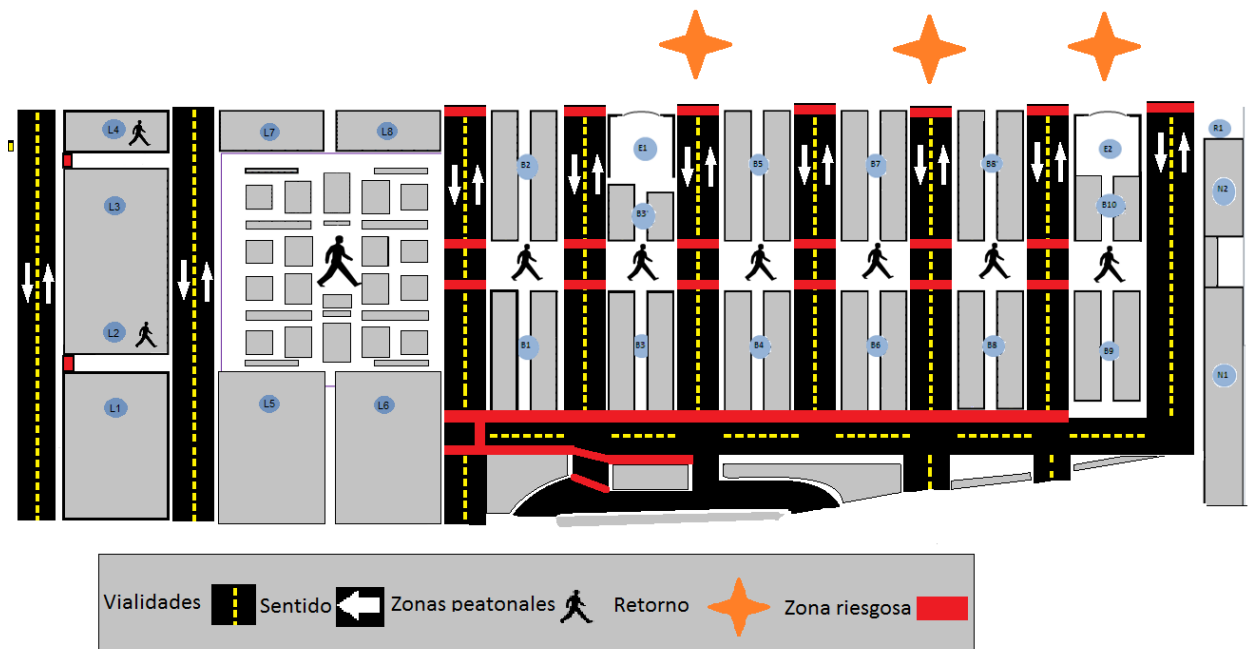 L4
L7
L8
R1
B2
E1
B5
B7
B8
E2
L3
N2
B3
B10
L2
B1
B3
B4
B6
B8
B9
N1
L1
L5
L6
Vialidades Sentido Zonas peatonales Retorno Zona riesgosa